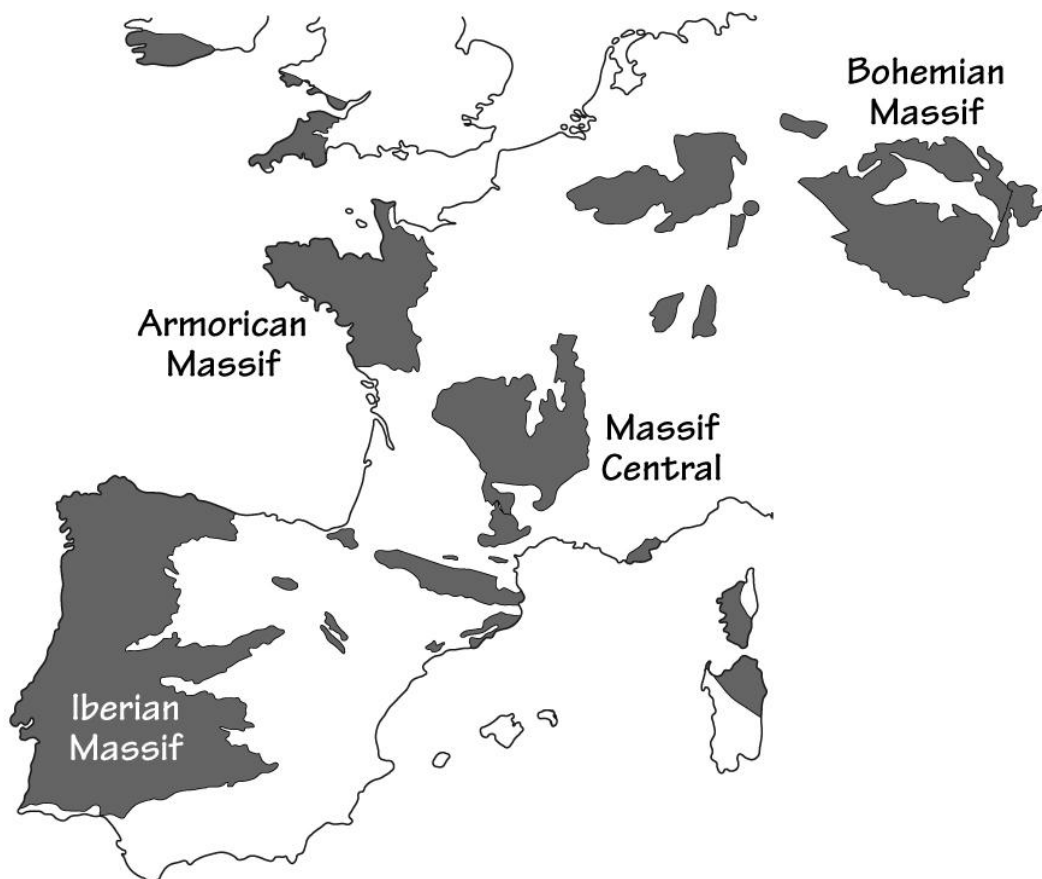 Bohemian
Massif
Armorican
Massif
Massif
Central
Iberian
Massif